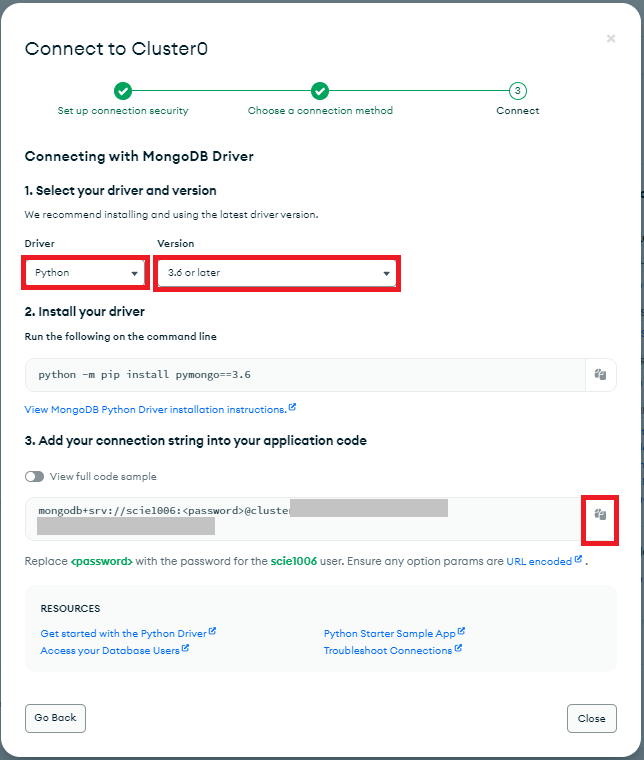 Connect to Cluster0
Set up connection security
Choose a connection method
3
Connect
Connecting with MongoDB Driver
1. Select your driver and version
We recommend installing and using the latest driver version.
Driver
Version
Python
3.6 or later
2. Install your driver
Run the following on the command line
python -m pip install pymongo==3.6
View MongoDB Python Driver installation instructions.
3. Add your connection string into your application code
View full code sample
mongodb+srv://scie1006:<password>@cluster
Replace <password> with the password for the scie1006 user. Ensure any option params are URL encoded .
RESOURCES
Get started with the Python Driver
Python Starter Sample App
Access your Database Users
Troubleshoot Connections
Go Back
Close